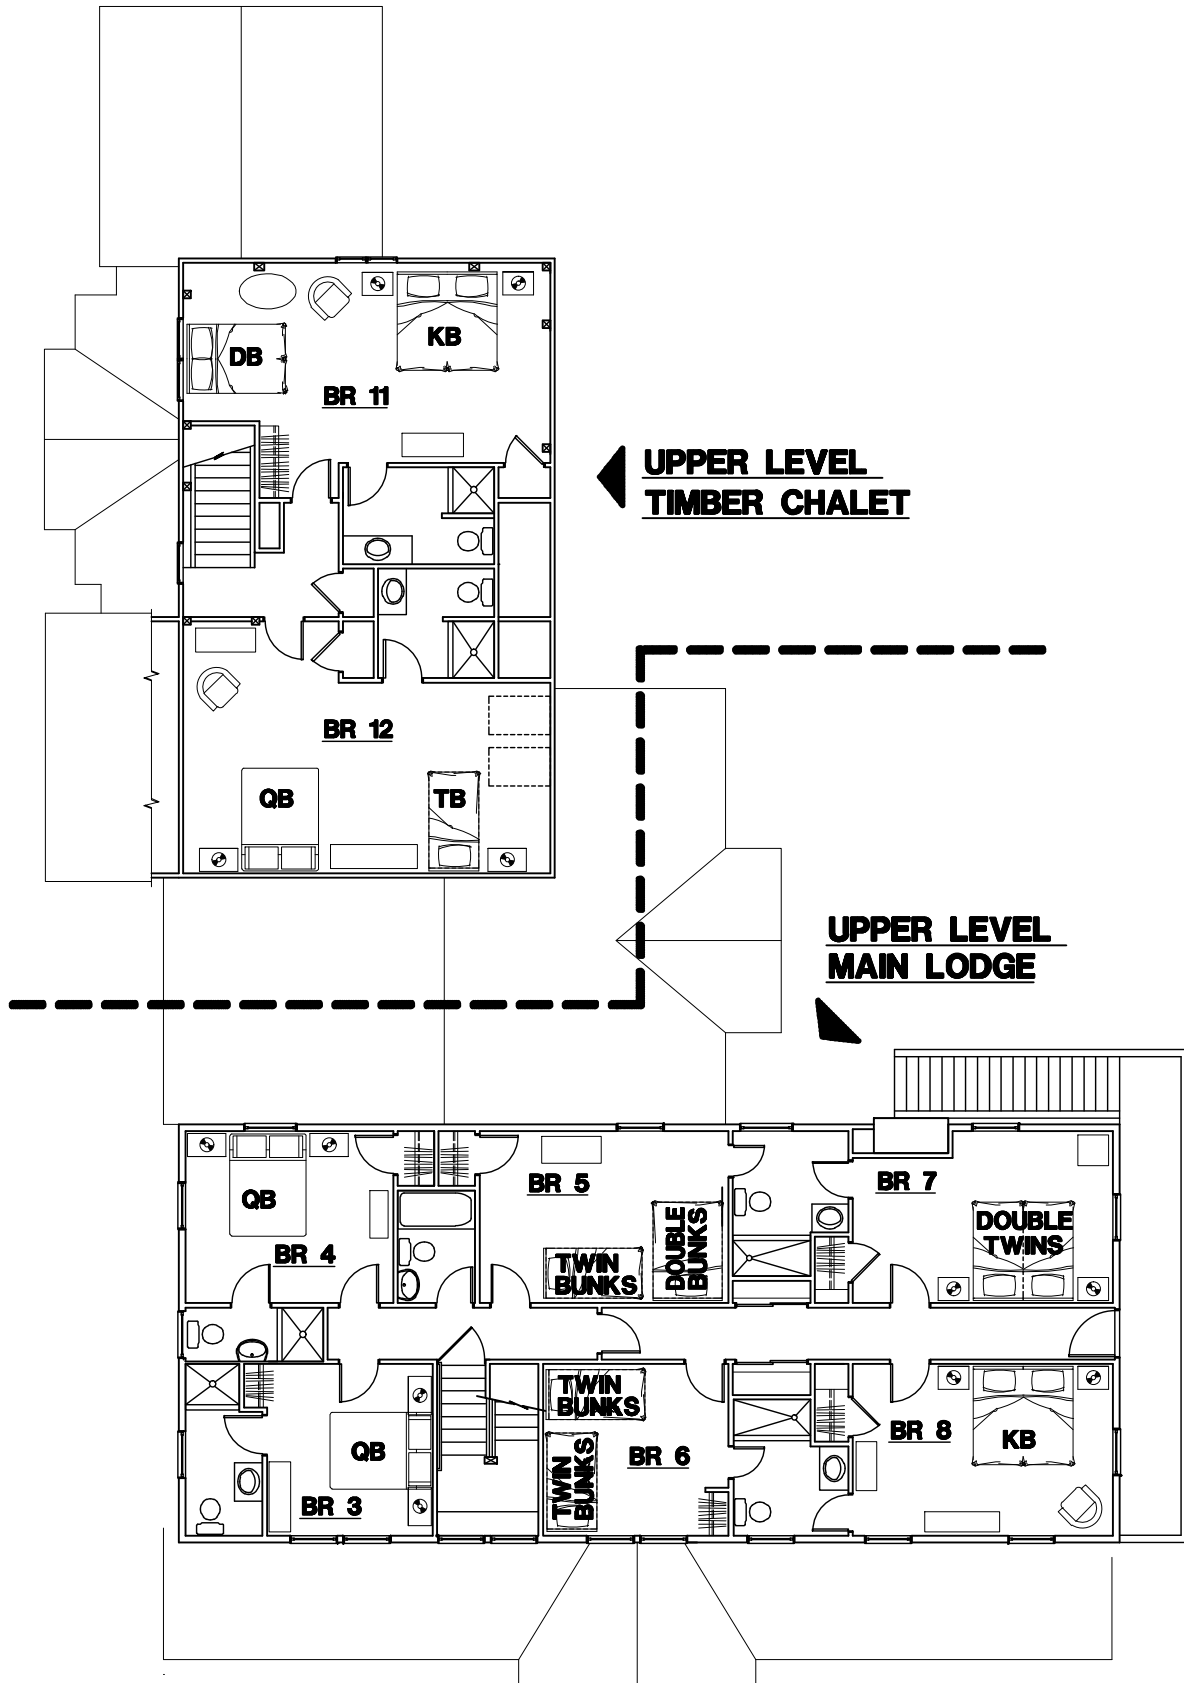 KB
DB
BR 11
UPPER LEVEL
TIMBER CHALET
BR 12
QB
TB
UPPER LEVEL
MAIN LODGE
QB
BR 4
BR 5
TWIN
BUNKS
DOUBLE
BUNKS
BR 7
DOUBLE
TWINS
QB
BR 3
TWIN
BUNKS
TWIN
BUNKS
BR 6
BR 8
KB